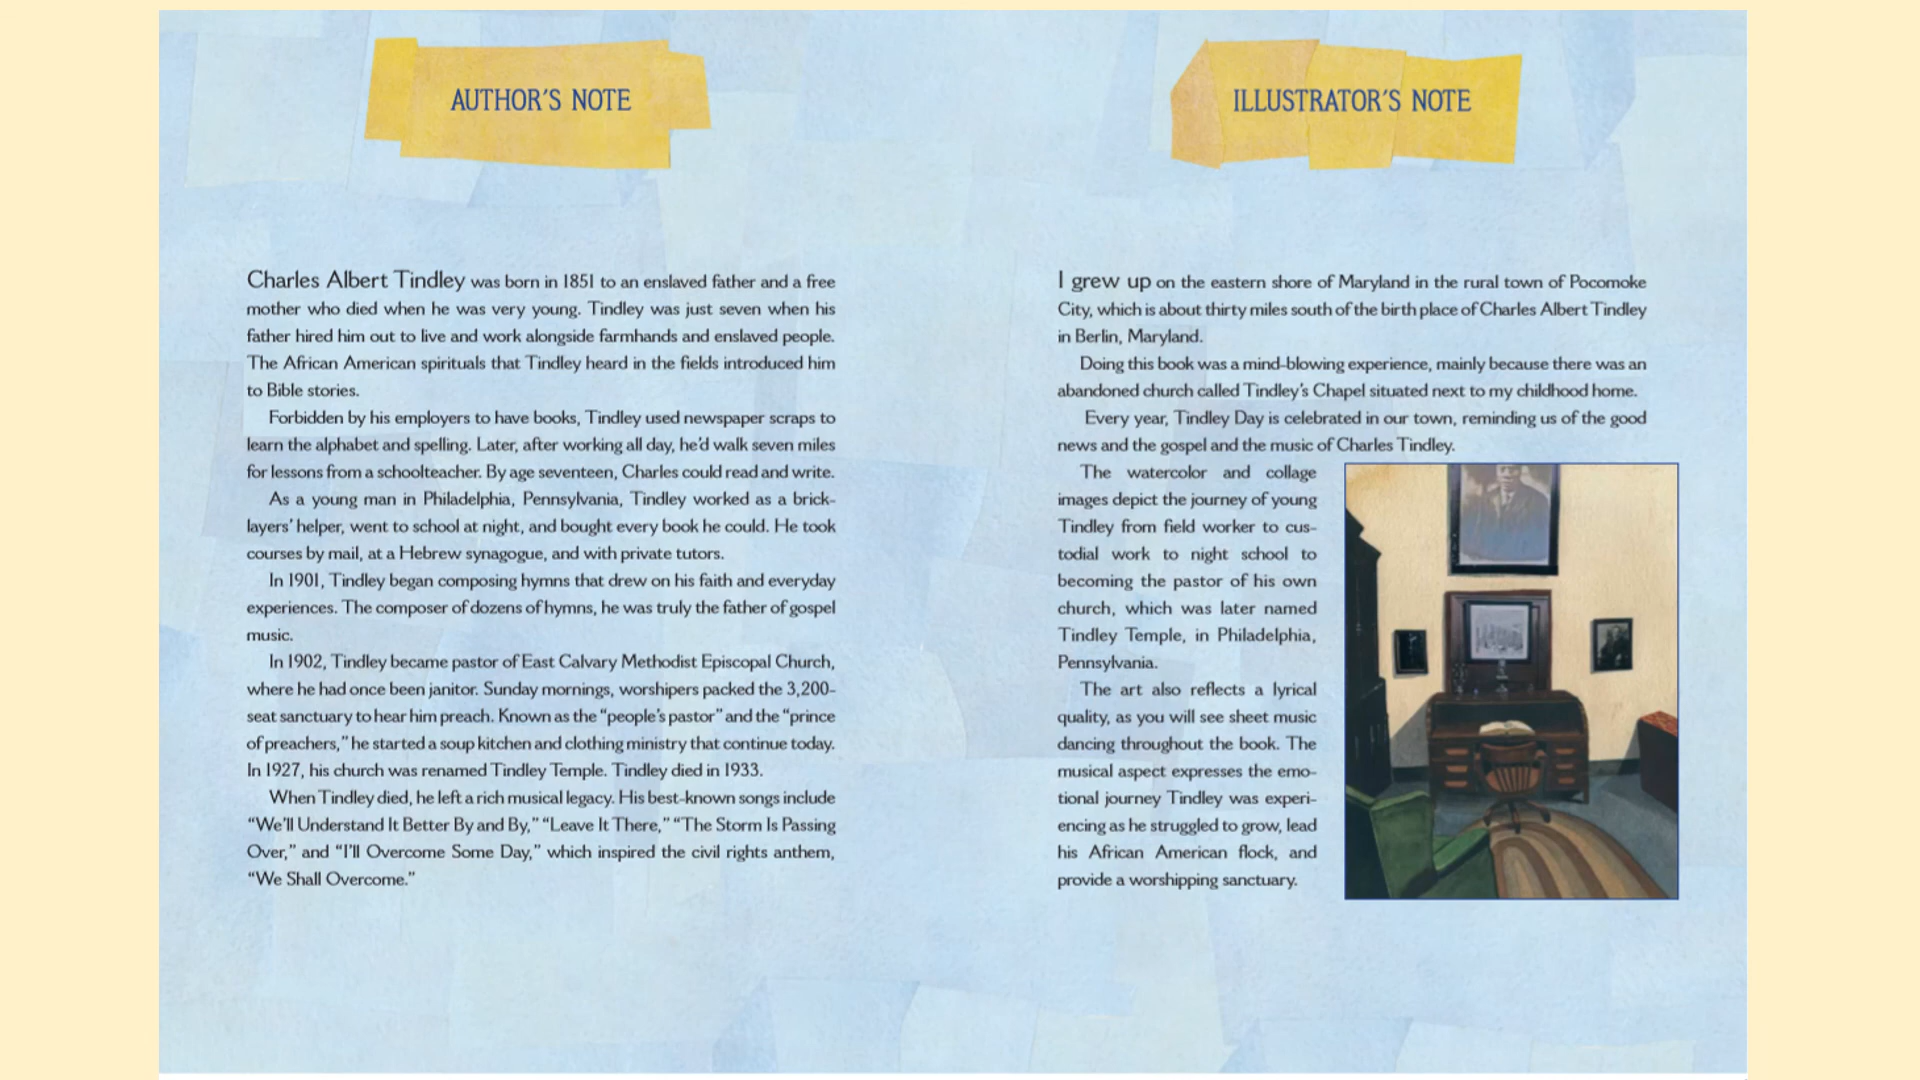 AUTHOR'S NOTE
Charles Albert Tindley was born in 1851 to an enslaved father and a free
mother who died when he was very young. Tindley was just seven when his
father hired him out to live and work alongside farmhands and enslaved people.
The African American spirituals that Tindley heard in the fields introduced him
to Bible stories.
Forbidden by his employers to have books, Tindley used newspaper scraps to
learn the alphabet and spelling. Later, after working all day, he'd walk seven miles
for lessons from a schoolteacher. By age seventeen, Charles could read and write.
As a young man in Philadelphia, Pennsylvania, Tindley worked as a brick-
layers' helper, went to school at night, and bought every book he could. He took
courses by mail, at a Hebrew synagogue, and with private tutors.
In 1901, Tindley began composing hymns that drew on his faith and everyday
experiences. The composer of dozens of hymns, he was truly the father of gospel
music.
In 1902, Tindley became pastor of East Calvary Methodist Episcopal Church,
where he had once been janitor. Sunday mornings, worshipers packed the 3,200-
seat sanctuary to hear him preach. Known as the “people's pastor” and the “prince
of preachers,” he started a soup kitchen and clothing ministry that continue today.
In 1927, his church was renamed Tindley Temple. Tindley died in 1933.
When Tindley died, he left a rich musical legacy. His best-known songs include
“We'll Understand It Better By and By,” “Leave It There,” “The Storm Is Passing
Over,” and “I'll Overcome Some Day,” which inspired the civil rights anthem,
“We Shall Overcome.”
ILLUSTRATOR'S NOTE
I grew up on the eastern shore of Maryland in the rural town of Pocomoke
City, which is about thirty miles south of the birth place of Charles Albert Tindley
in Berlin, Maryland.
Doing this book was a mind-blowing experience, mainly because there was an
abandoned church called Tindley's Chapel situated next to my childhood home.
Every year, Tindley Day is celebrated in our town, reminding us of the good
news and the gospel and the music of Charles Tindley.
The watercolor and collage
images depict the journey of young
Tindley from field worker to cus-
todial work to night school to
becoming the pastor of his own
church, which was later named
Tindley Temple, in Philadelphia,
Pennsylvania.
The art also reflects a lyrical
quality, as you will see sheet music
dancing throughout the book. The
musical aspect expresses the emo-
tional journey Tindley was experi-
encing as he struggled to grow, lead
his African American flock, and
provide a worshipping sanctuary.